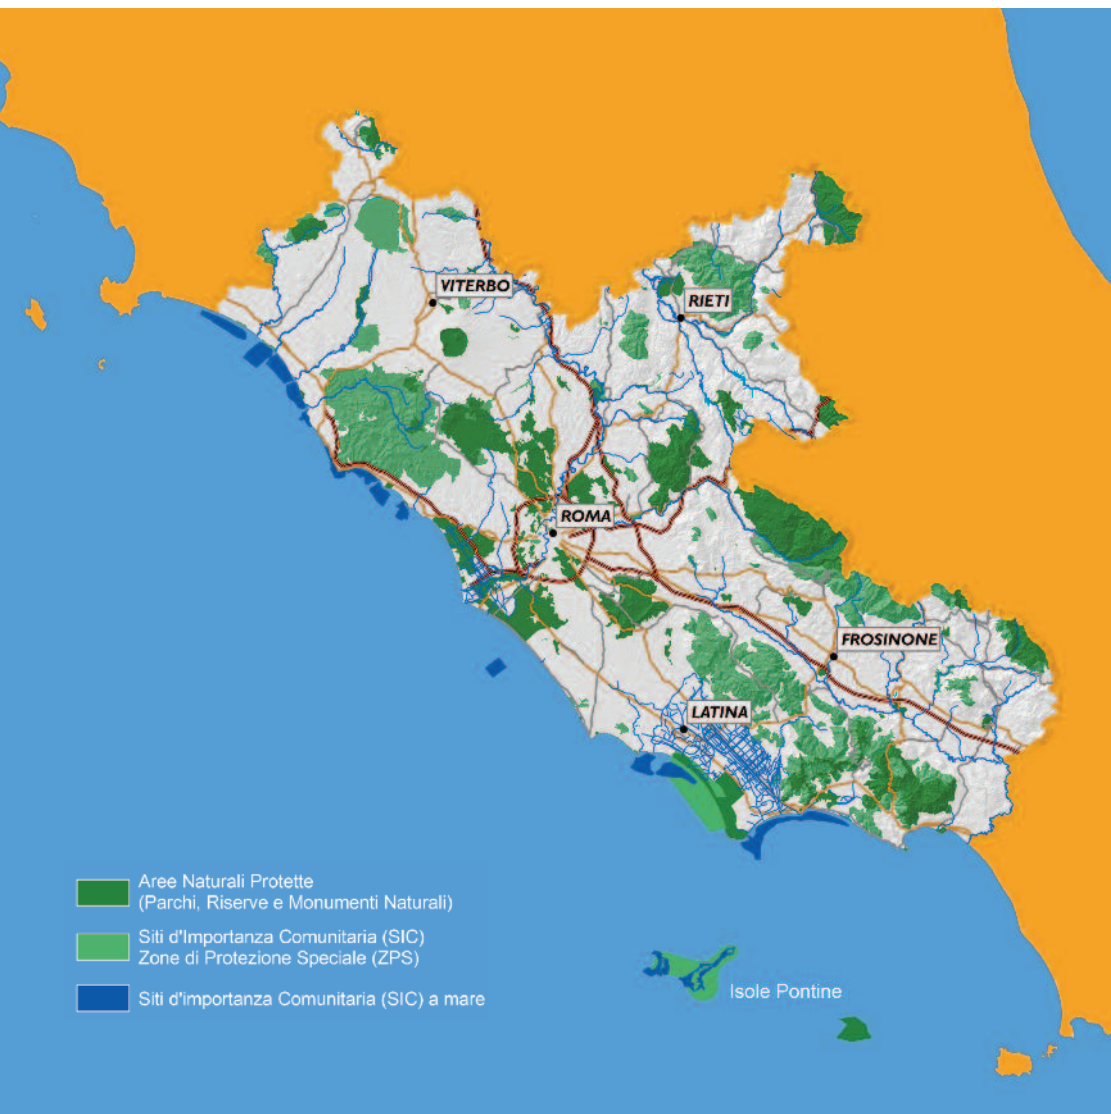 VITERBO
RIETI
ROMA
FROSINONE
LATINA
Aree Naturali Protette
(Parchi, Riserve e Monumenti Naturali)
Siti d'Importanza Comunitaria (SIC)
Zone di Protezione Speciale (ZPS)
Siti d'importanza Comunitaria (SIC) a mare
Isole Pontine